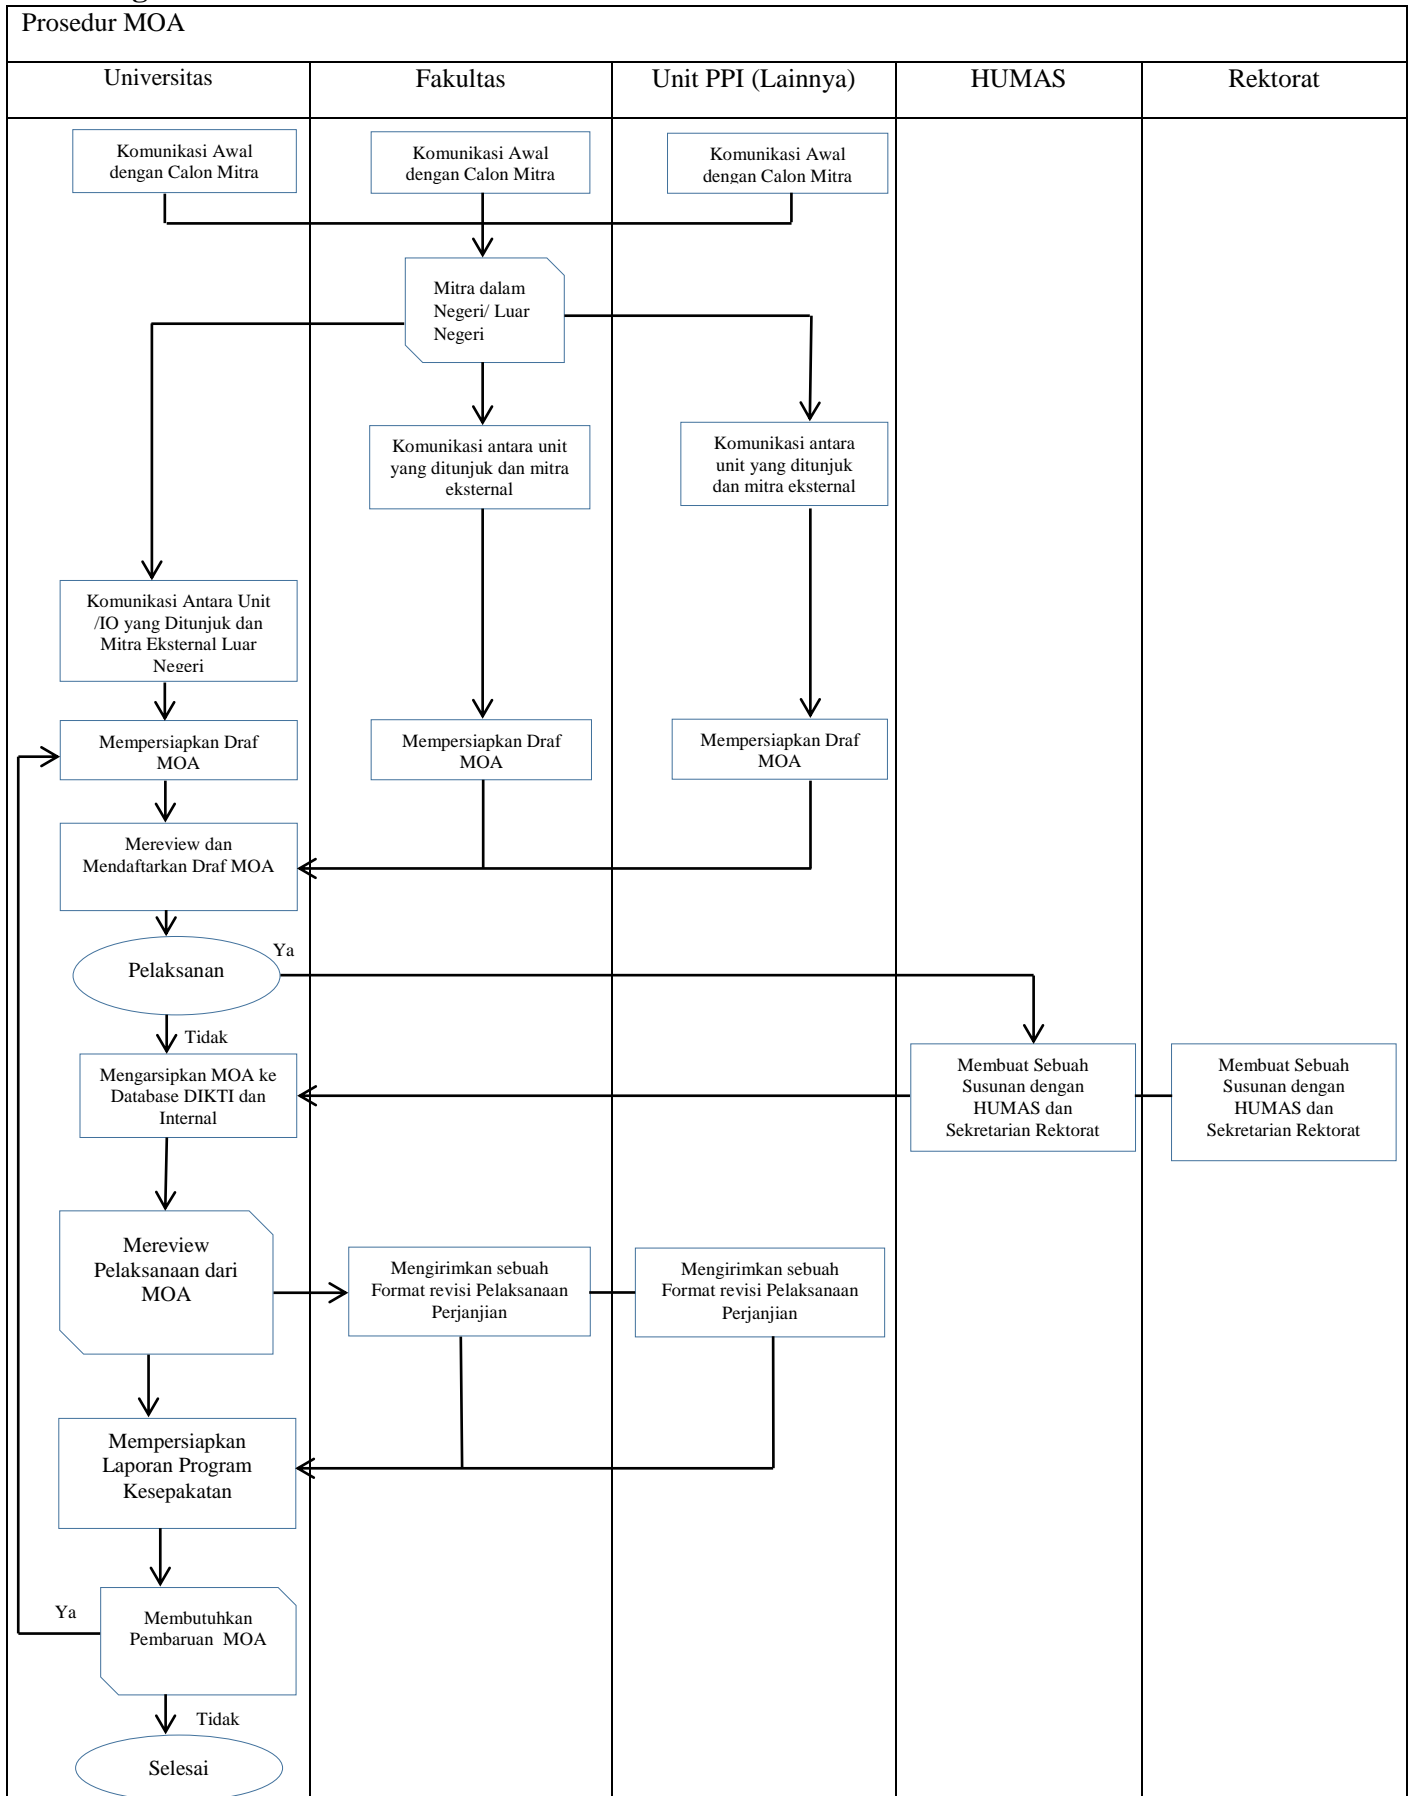 Prosedur MOA
Universitas
Fakultas
Unit PPI (Lainnya)
HUMAS
Rektorat
Komunikasi Awal
dengan Calon Mitra
Komunikasi Awal
dengan Calon Mitra
Komunikasi Awal
dengan Calon Mitra
Mitra dalam
Negeri/ Luar
Negeri
Komunikasi antara unit
yang ditunjuk dan mitra
eksternal
Komunikasi antara
unit yang ditunjuk
dan mitra eksternal
Komunikasi Antara Unit
/IO yang Ditunjuk dan
Mitra Eksternal Luar
Negeri
Mempersiapkan Draf
MOA
Mempersiapkan Draf
MOA
Mempersiapkan Draf
MOA
Mereview dan
Mendaftarkan Draf MOA
Ya
Pelaksanan
Tidak
Mengarsipkan MOA ke
Database DIKTI dan
Internal
Membuat Sebuah
Susunan dengan
HUMAS dan
Sekretarian Rektorat
Membuat Sebuah
Susunan dengan
HUMAS dan
Sekretarian Rektorat
Mereview
Pelaksanaan dari
MOA
Mengirimkan sebuah
Format revisi Pelaksanaan
Perjanjian
Mengirimkan sebuah
Format revisi Pelaksanaan
Perjanjian
Mempersiapkan
Laporan Program
Kesepakatan
Ya
Membutuhkan
Pembaruan MOA
Tidak
Selesai